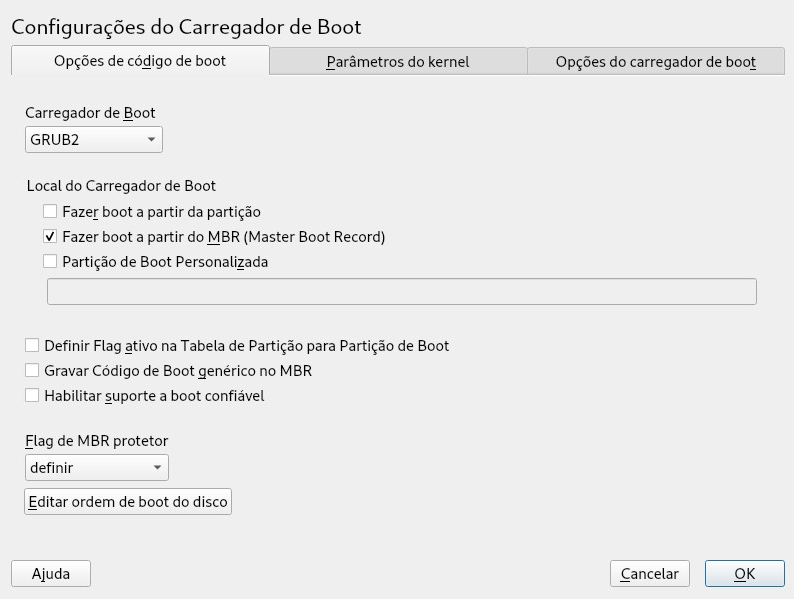 Configurações do Carregador de Boot
Opções de código de boot
Parâmetros do kernel
Opções do carregador de boot
Carregador de Boot
GRUB2
Local do Carregador de Boot
Fazer boot a partir da partição
Fazer boot a partir do MBR (Master Boot Record)
Partição de Boot Personalizada
Definir Flag ativo na Tabela de Partição para Partição de Boot
Gravar Código de Boot genérico no MBR
Habilitar suporte a boot confiável
Flag de MBR protetor
definir
Editar ordem de boot do disco
Ajuda
Cancelar
OK